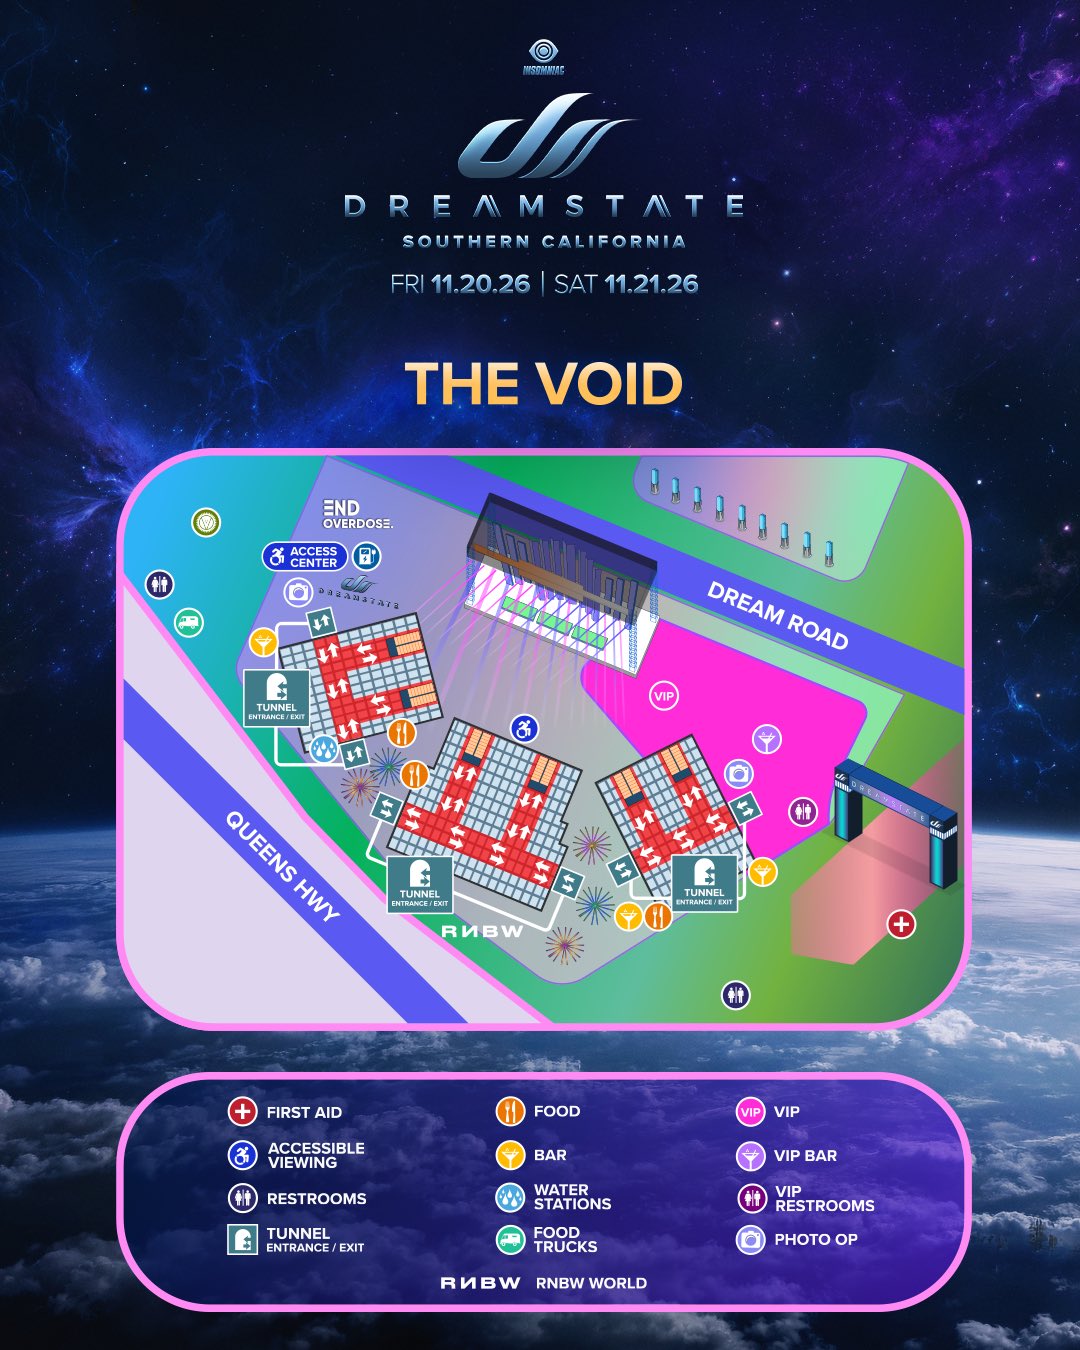 INSOMNIAC
DREAMSTATE
SOUTHERN CALIFORNIA
FRI 11.20.26 | SAT 11.21.26
THE VOID
END
OVERDOSE.
ACCESS
CENTER
DREAMSTATE
DREAM ROAD
VIP
TUNNEL
ENTRANCE / EXIT
DREAMSTATE
QUEENS HWY
TUNNEL
ENTRANCE / EXIT
TUNNEL
ENTRANCE / EXIT
RNBW
FIRST AID
ACCESSIBLE
VIEWING
RESTROOMS
TUNNEL
ENTRANCE / EXIT
FOOD
BAR
WATER
STATIONS
FOOD
TRUCKS
VIP VIP
VIP BAR
VIP
RESTROOMS
PHOTO OP
RNBW RNBW WORLD